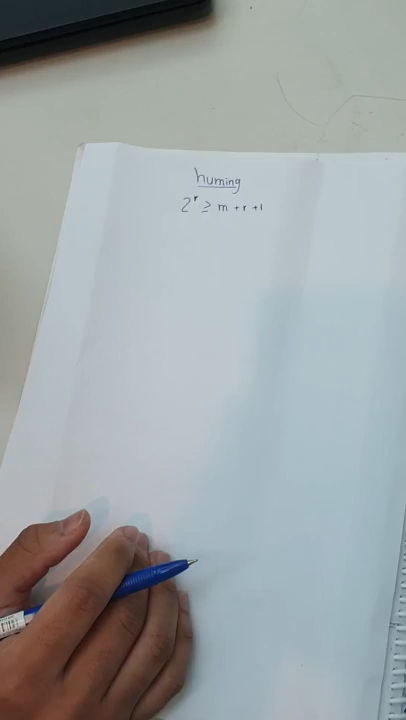 huming
2^r ≥ m + r + 1